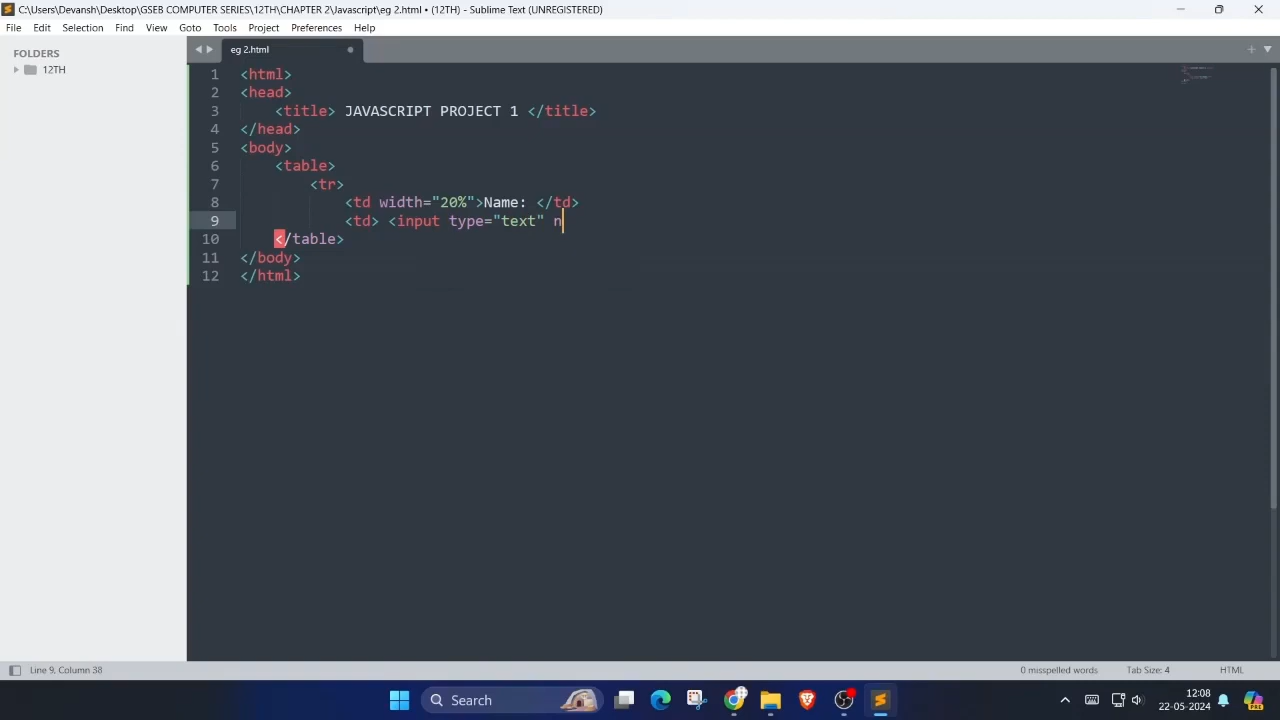 C:\Users\Devansh\Desktop\GSEB COMPUTER SERIES\12TH\CHAPTER 2\Javascript\eg 2.html • (12TH) - Sublime Text (UNREGISTERED)
File Edit Selection Find View Goto Tools Project Preferences Help
FOLDERS
12TH
eg 2.html
1 <html>
2 <head>
3 <title> JAVASCRIPT PROJECT 1 </title>
4 </head>
5 <body>
6 <table>
7 <tr>
8 <td width="20%">Name: </td>
9 <td> <input type="text" n
10 </table>
11 </body>
12 </html>
Line 9, Column 38
0 misspelled words
Tab Size: 4
HTML
Search
12:08
22-05-2024